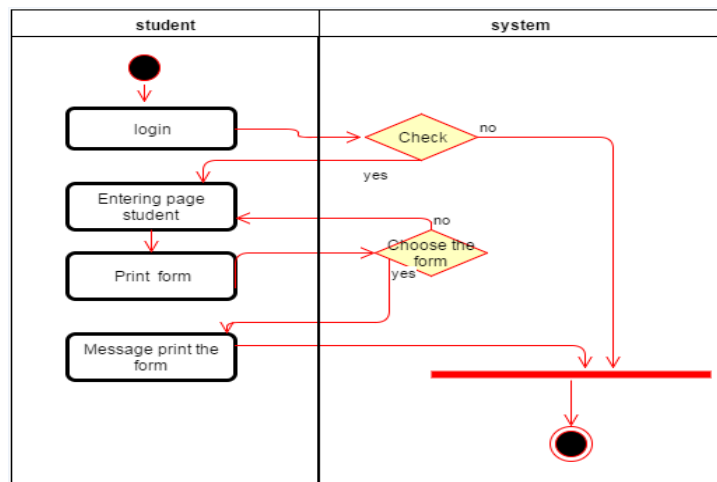 student
system
login
Check
no
yes
Entering page
student
no
Choose the
form
yes
Print form
Message print the
form